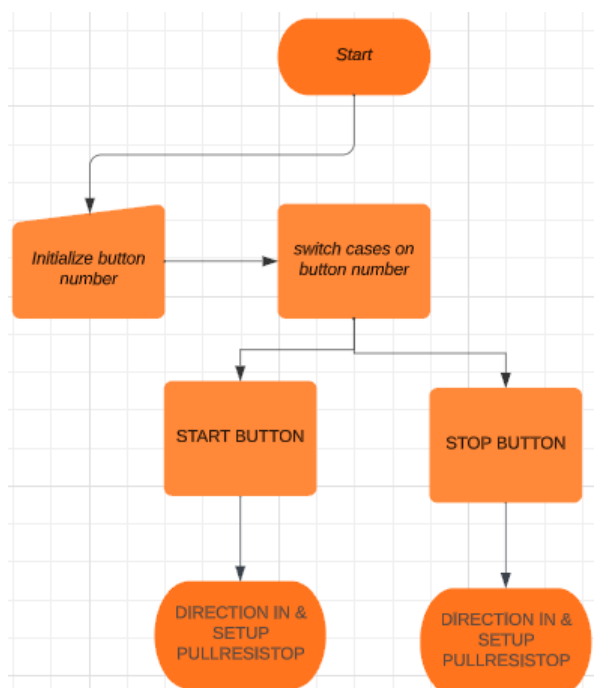 Start
Initialize button
number
switch cases on
button number
START BUTTON
STOP BUTTON
DIRECTION IN &
SETUP
PULLRESISTOP
DIRECTION IN &
SETUP
PULLRESISTOP